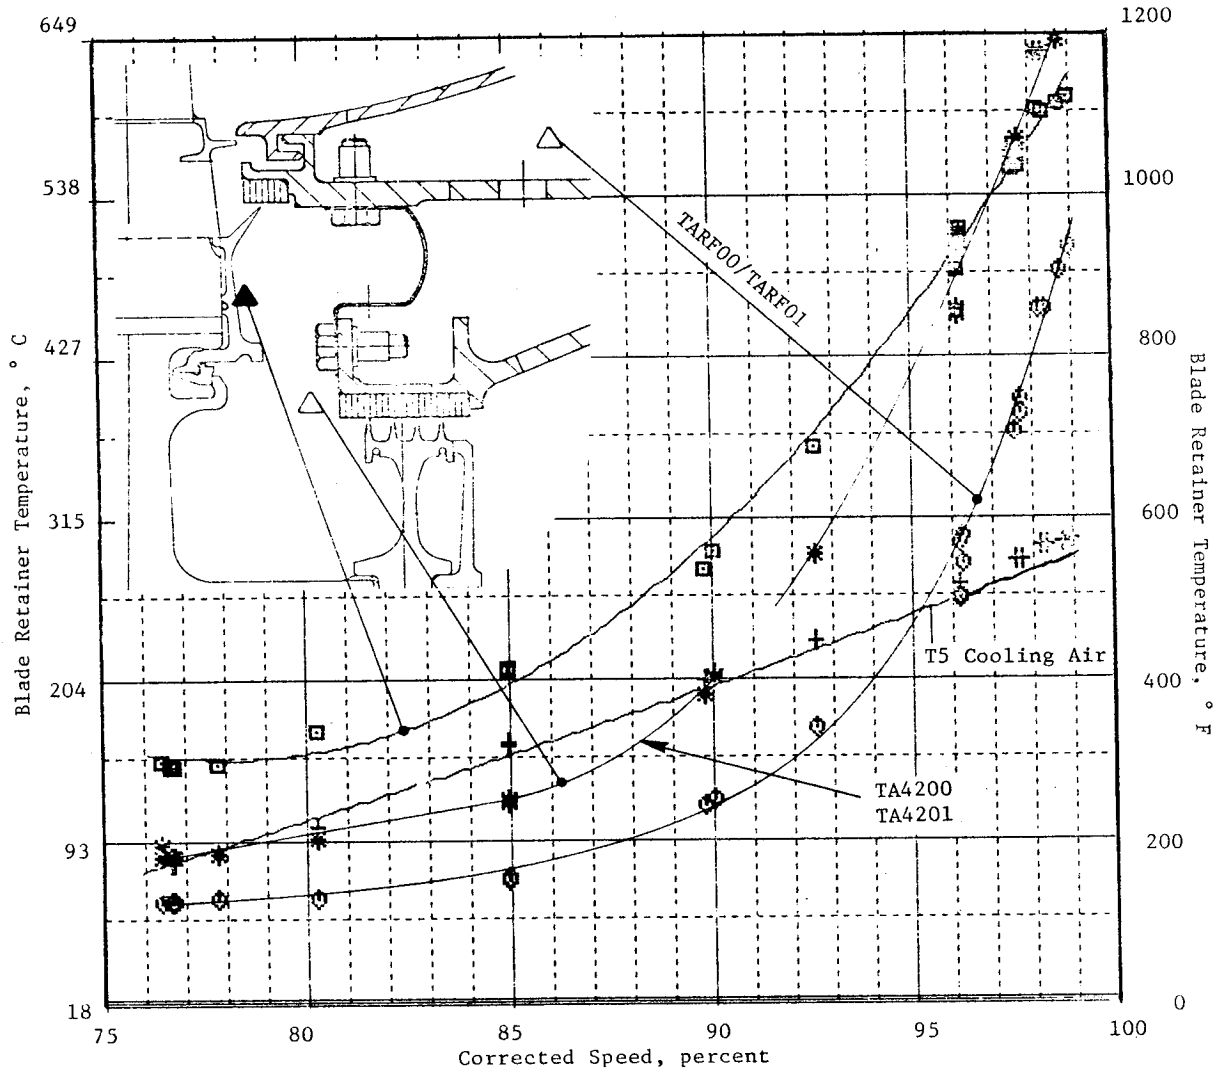 649
538
427
315
204
93
18
Blade Retainer Temperature, ° C
1200
1000
800
600
400
200
0
Blade Retainer Temperature, ° F
TARF00/TARF01
T5 Cooling Air
TA4200
TA4201
75
80
85
90
95
100
Corrected Speed, percent